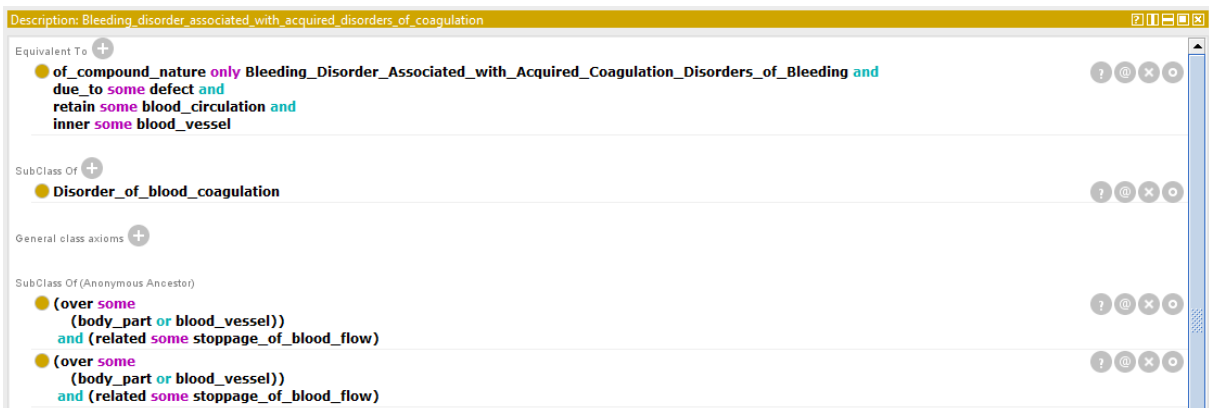 Description: Bleeding_disorder_associated_with_acquired_disorders_of_coagulation
Equivalent To
of_compound_nature only Bleeding_Disorder_Associated_with_Acquired_Coagulation_Disorders_of_Bleeding and
due_to some defect and
retain some blood_circulation and
inner some blood_vessel
SubClass Of
Disorder_of_blood_coagulation
General class axioms
SubClass Of (Anonymous Ancestor)
(over some
(body_part or blood_vessel))
and (related some stoppage_of_blood_flow)
(over some
(body_part or blood_vessel))
and (related some stoppage_of_blood_flow)